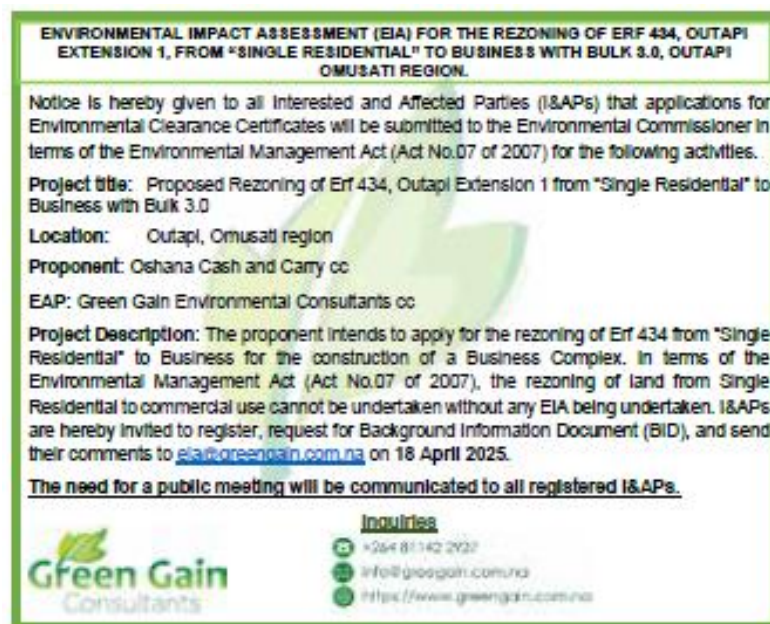 ENVIRONMENTAL IMPACT ASSESSMENT (EIA) FOR THE REZONING OF ERF 434, OUTAPI
EXTENSION 1, FROM “SINGLE RESIDENTIAL” TO BUSINESS WITH BULK 3.0, OUTAPI
OMUSATI REGION.
Notice is hereby given to all Interested and Affected Parties (I&APs) that applications for
Environmental Clearance Certificates will be submitted to the Environmental Commissioner in
terms of the Environmental Management Act (Act No.07 of 2007) for the following activities.
Project title: Proposed Rezoning of Erf 434, Outapi Extension 1 from "Single Residential" to
Business with Bulk 3.0
Location: Outapi, Omusati region
Proponent: Oshana Cash and Carry cc
EAP: Green Gain Environmental Consultants cc
Project Description: The proponent intends to apply for the rezoning of Erf 434 from "Single
Residential" to Business for the construction of a Business Complex. In terms of the
Environmental Management Act (Act No.07 of 2007), the rezoning of land from Single
Residential to commercial use cannot be undertaken without any EIA being undertaken. I&APs
are hereby invited to register, request for Background Information Document (BID), and send
their comments to eia@greengain.com.na on 18 April 2025.
The need for a public meeting will be communicated to all registered I&APs.
Inquiries
+264 81142 2927
Green Gain
Consultants
https://www.greengain.com.na